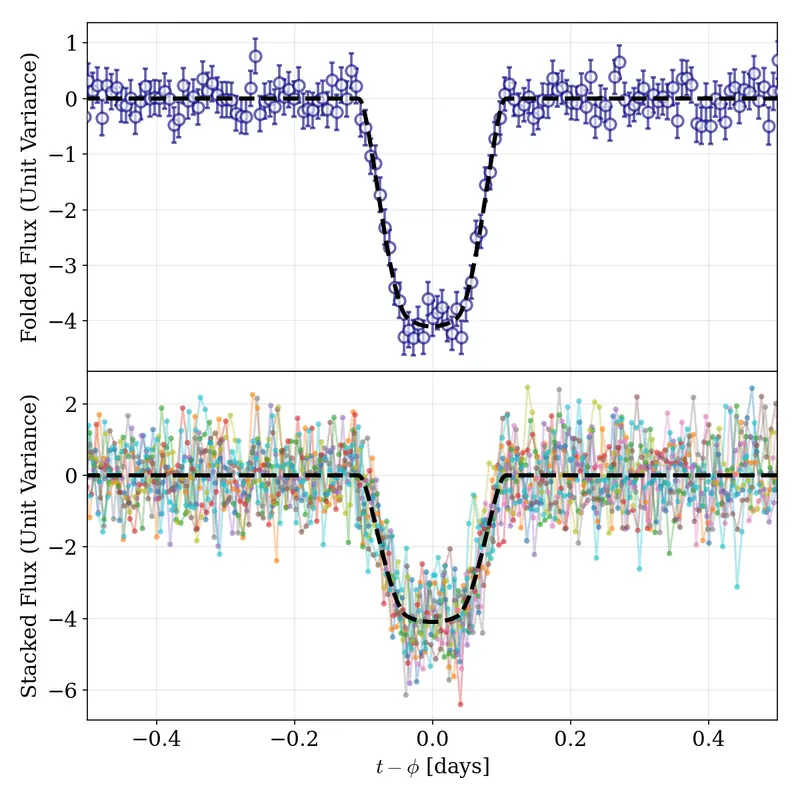 Folded Flux (Unit Variance)
1
0
−1
−2
−3
−4
Stacked Flux (Unit Variance)
2
0
−2
−4
−6
−0.4 −0.2 0.0 0.2 0.4
t − ϕ [days]